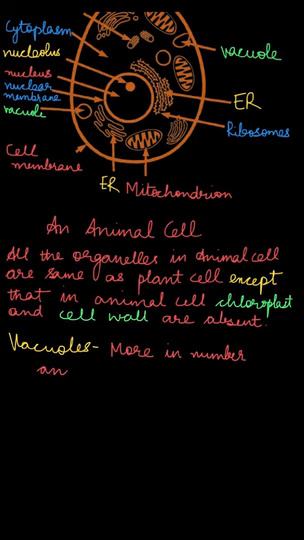 Cytoplasm
nucleolus
nucleus
nuclear
membrane
vacuole
Cell
membrane
vacuole
ER
Ribosomes
ER
Mitochondrion
An Animal Cell
All the organelles in Animal cell
are same as plant cell except
that in animal cell chloroplast
and cell wall are absent.
Vacuoles- More in number
an